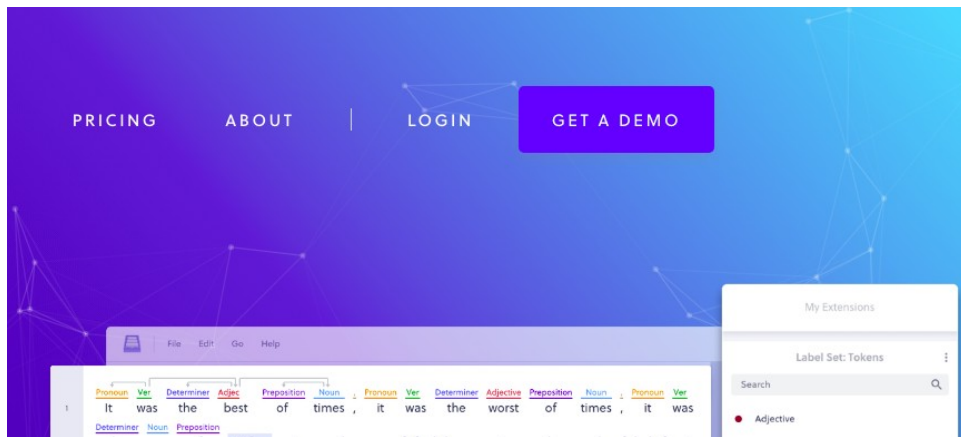 PRICING ABOUT LOGIN GET A DEMO
My Extensions
File Edit Go Help
Label Set: Tokens
Search
Pronoun Ver Determiner Adjec Preposition Noun . Pronoun Ver Determiner Adjective Preposition Noun . Pronoun Ver
1 It was the best of times , it was the worst of times , it was
Adjective
Determiner Noun Preposition